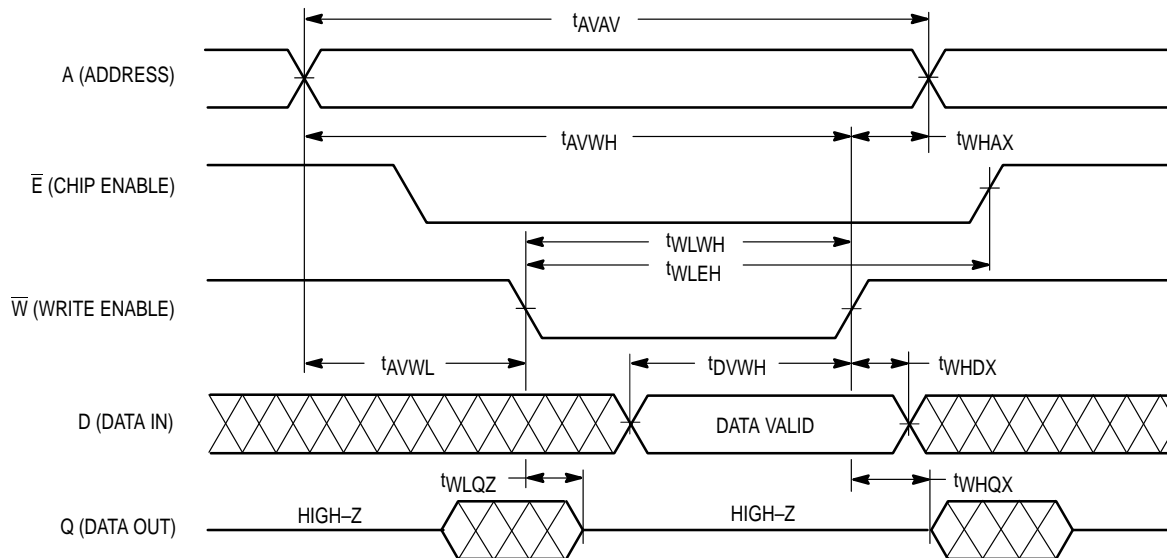 tAVAV
A (ADDRESS)
tAVWH
tWHAX
E (CHIP ENABLE)
tWLWH
tWLEH
W (WRITE ENABLE)
tAVWL
tDVWH
tWHDX
D (DATA IN)
DATA VALID
tWLQZ
tWHQX
Q (DATA OUT)
HIGH–Z
HIGH–Z